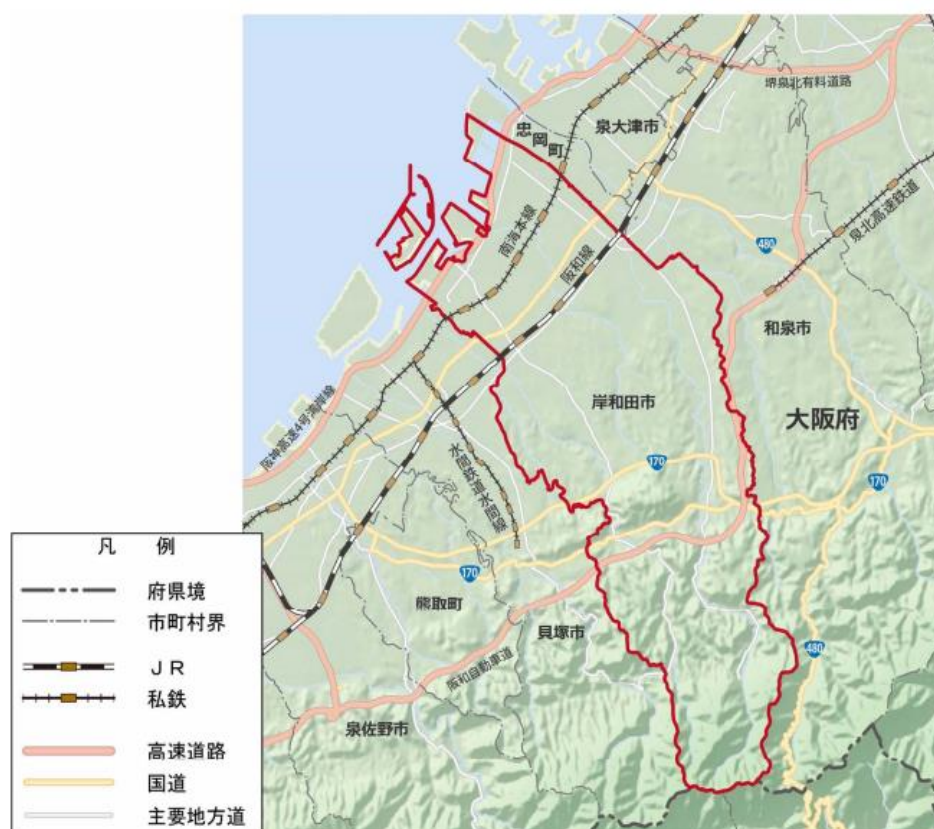 堺泉北有料道路
忠岡町
泉大津市
南海本線
阪和線
泉北高速鉄道
480
和泉市
岸和田市
大阪府
阪神高速4号湾岸線
水間鉄道水間線
170
170
170
熊取町
貝塚市
480
阪和自動車道
泉佐野市
凡 例
府県境
市町村界
JR
私鉄
高速道路
国道
主要地方道